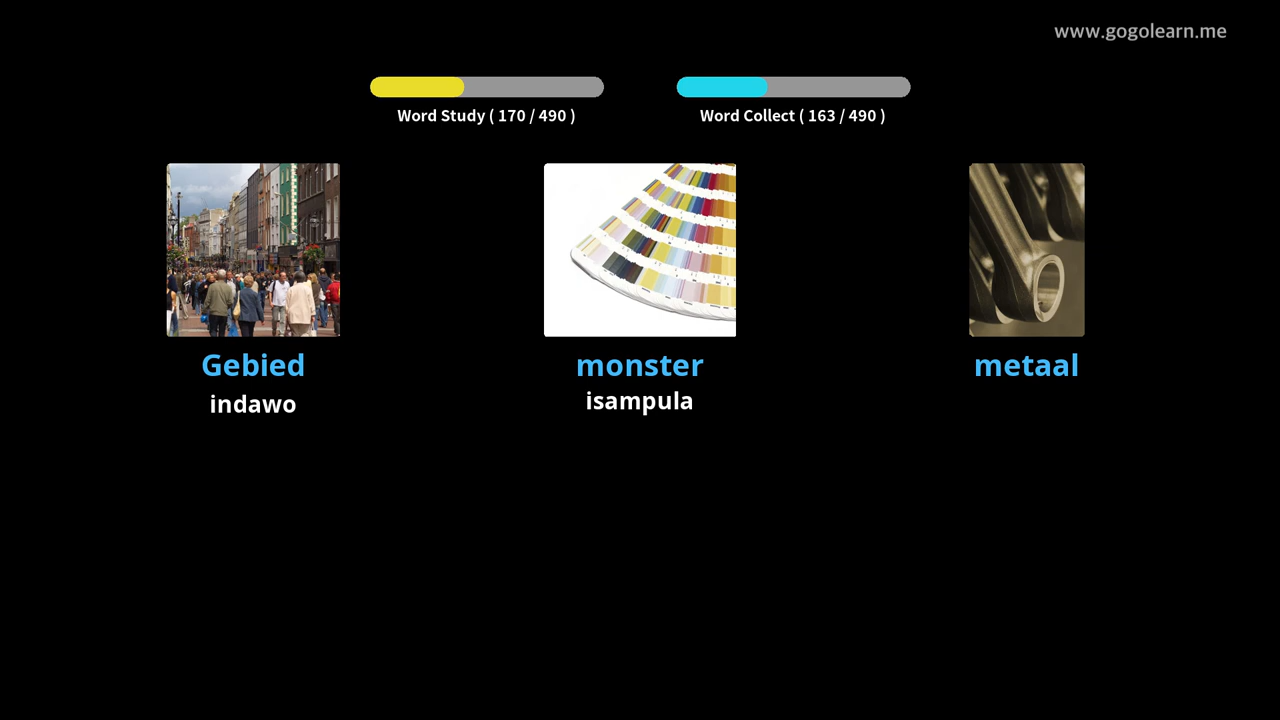 www.gogolearn.me
Word Study ( 170 / 490 )
Word Collect ( 163 / 490 )
Gebied
indawo
monster
isampula
metaal